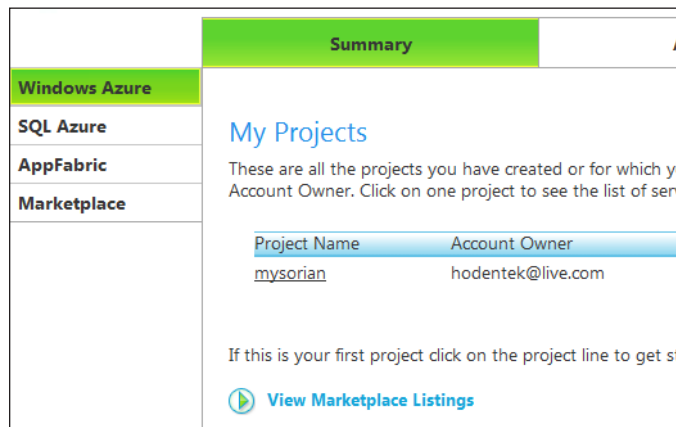 Summary
Windows Azure
SQL Azure
AppFabric
Marketplace
My Projects
These are all the projects you have created or for which
Account Owner. Click on one project to see the list of
Project Name Account Owner
mysorian hodentek@live.com
If this is your first project click on the project line to get
View Marketplace Listings